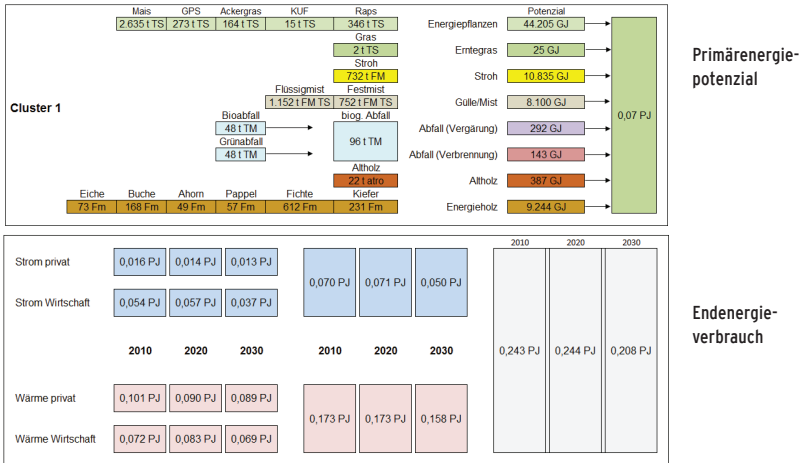 Mais GPS Ackergras KUF Raps Potenzial
2.635 t TS 273 t TS 164 t TS 15 t TS 346 t TS Energiepflanzen 44.205 GJ
Gras
2 t TS Erntegras 25 GJ
Stroh
732 t FM Stroh 10.835 GJ
Flüssigmist Festmist
1.152 t FM TS 752 t FM TS Gülle/Mist 8.100 GJ
Cluster 1
0,07 PJ
Bioabfall biog. Abfall
48 t TM Abfall (Vergärung) 292 GJ
Grünabfall 96 t TM
48 t TM Abfall (Verbrennung) 143 GJ
Altholz
22 t atro Altholz 387 GJ
Eiche Buche Ahorn Pappel Fichte Kiefer
73 Fm 168 Fm 49 Fm 57 Fm 612 Fm 231 Fm Energieholz 9.244 GJ
Primärenergie-
potenzial
2010 2020 2030
Strom privat 0,016 PJ 0,014 PJ 0,013 PJ
0,070 PJ 0,071 PJ 0,050 PJ
Strom Wirtschaft 0,054 PJ 0,057 PJ 0,037 PJ
2010 2020 2030 2010 2020 2030
0,243 PJ 0,244 PJ 0,208 PJ
Wärme privat 0,101 PJ 0,090 PJ 0,089 PJ
0,173 PJ 0,173 PJ 0,158 PJ
Wärme Wirtschaft 0,072 PJ 0,083 PJ 0,069 PJ
Endenergie-
verbrauch